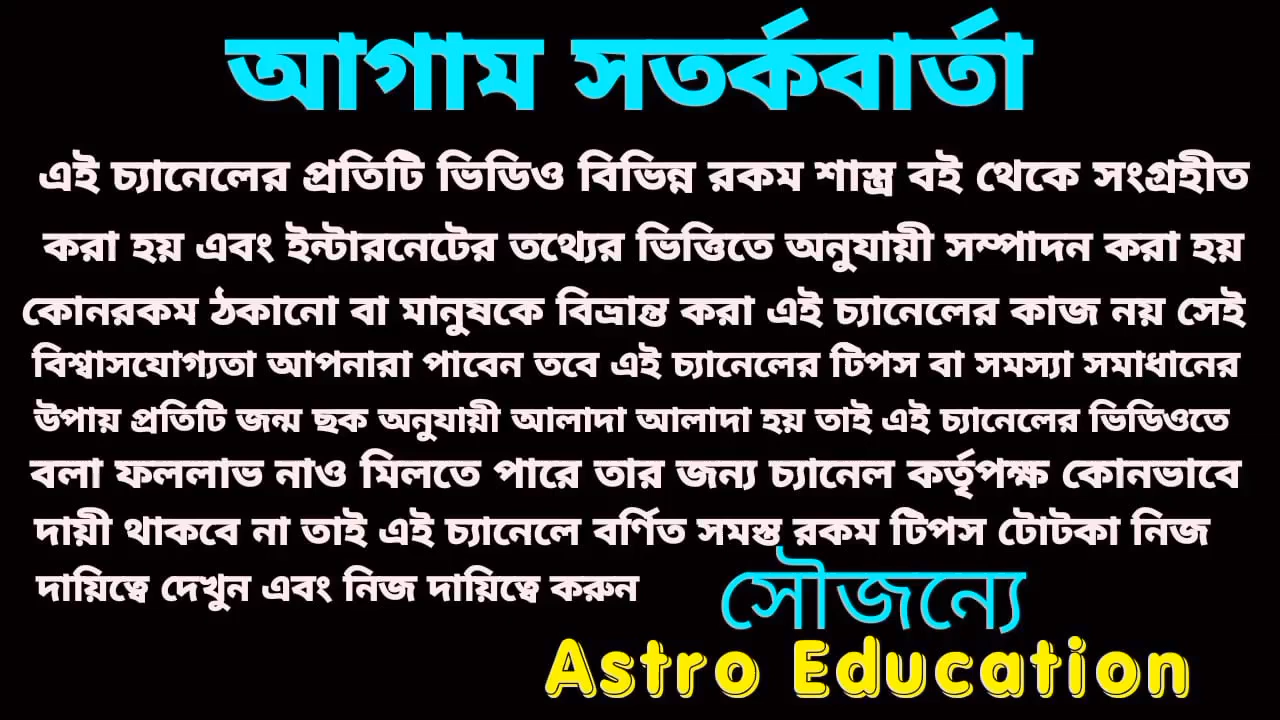 আগাম সতর্কবার্তা
এই চ্যানেলের প্রতিটি ভিডিও বিভিন্ন রকম শাস্ত্র বই থেকে সংগ্রহীত
করা হয় এবং ইন্টারনেটের তথ্যের ভিত্তিতে অনুযায়ী সম্পাদন করা হয়
কোনরকম ঠকানো বা মানুষকে বিভ্রান্ত করা এই চ্যানেলের কাজ নয় সেই
বিশ্বাসযোগ্যতা আপনারা পাবেন তবে এই চ্যানেলের টিপস বা সমস্যা সমাধানের
উপায় প্রতিটি জন্ম ছক অনুযায়ী আলাদা আলাদা হয় তাই এই চ্যানেলের ভিডিওতে
বলা ফললাভ নাও মিলতে পারে তার জন্য চ্যানেল কর্তৃপক্ষ কোনভাবে
দায়ী থাকবে না তাই এই চ্যানেলে বর্ণিত সমস্ত রকম টিপস টোটকা নিজ
দায়িত্বে দেখুন এবং নিজ দায়িত্বে করুন
সৌজন্যে
Astro Education